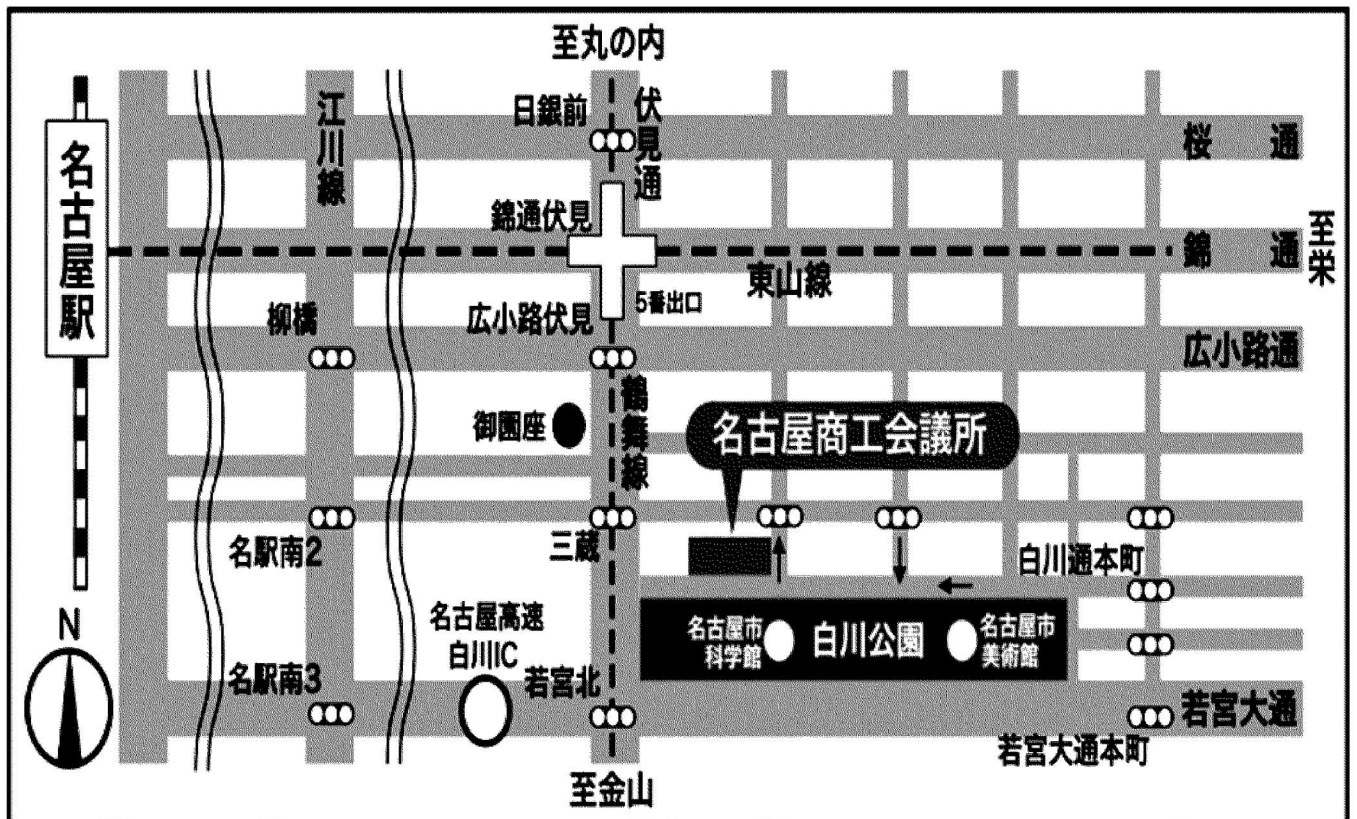 至丸の内
日銀前
伏見通
江川線
桜 通
名古屋駅
錦通伏見
錦 通
至栄
東山線
5番出口
柳橋
広小路伏見
広小路通
鶴舞線
御園座
名古屋商工会議所
名駅南2
三蔵
白川通本町
N
名古屋高速
白川IC
名古屋市
科学館
白川公園
名古屋市
美術館
名駅南3
若宮北
若宮大通
若宮大通本町
至金山